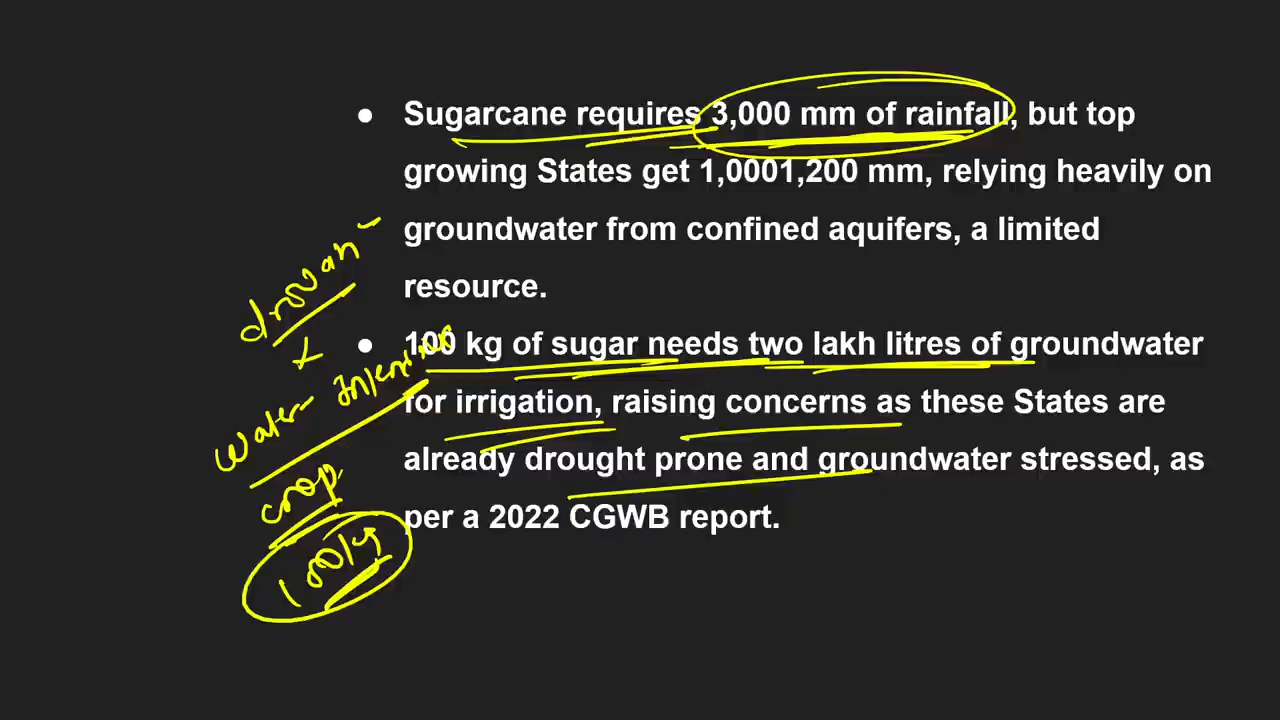 ● Sugarcane requires 3,000 mm of rainfall, but top
growing States get 1,0001,200 mm, relying heavily on
groundwater from confined aquifers, a limited
resource.
● 100 kg of sugar needs two lakh litres of groundwater
for irrigation, raising concerns as these States are
already drought prone and groundwater stressed, as
per a 2022 CGWB report.
water-
crop
100kg